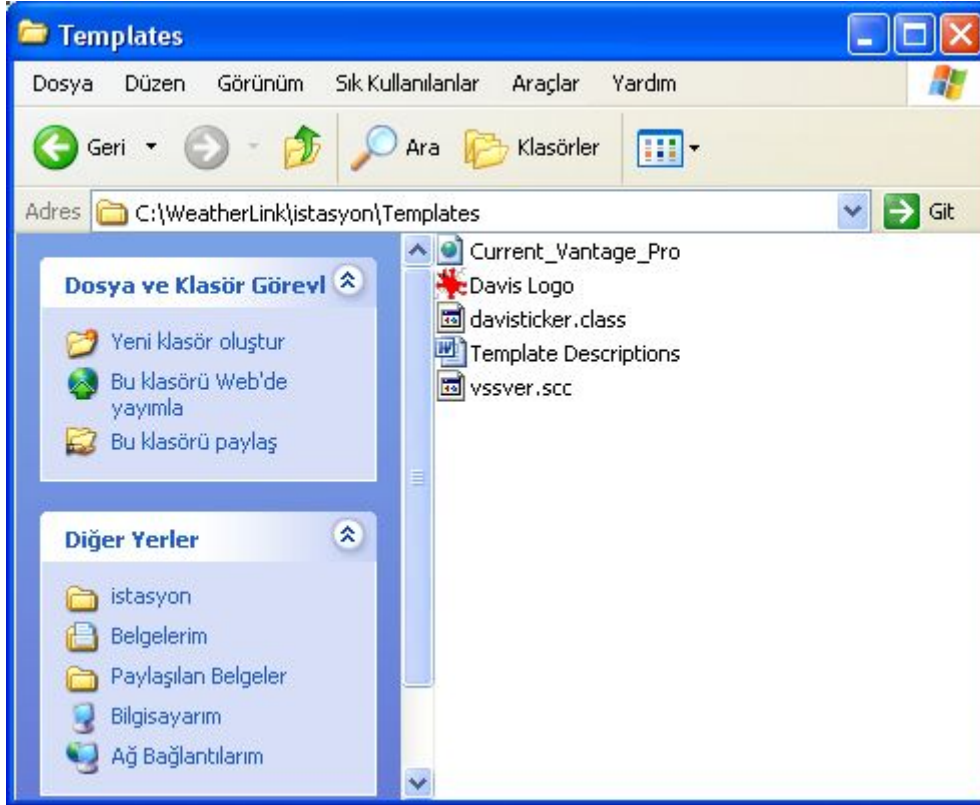 Templates
Dosya Düzen Görünüm Sık Kullanılanlar Araçlar Yardım
Geri Ara Klasörler
Adres C:\WeatherLink\istasyon\Templates Git
Dosya ve Klasör Görevl
Yeni klasör oluştur
Bu klasörü Web'de
yayımla
Bu klasörü paylaş
Diğer Yerler
istasyon
Belgelerim
Paylaşılan Belgeler
Bilgisayarım
Ağ Bağlantılarım
Current_Vantage_Pro
Davis Logo
davisticker.class
Template Descriptions
vssver.scc